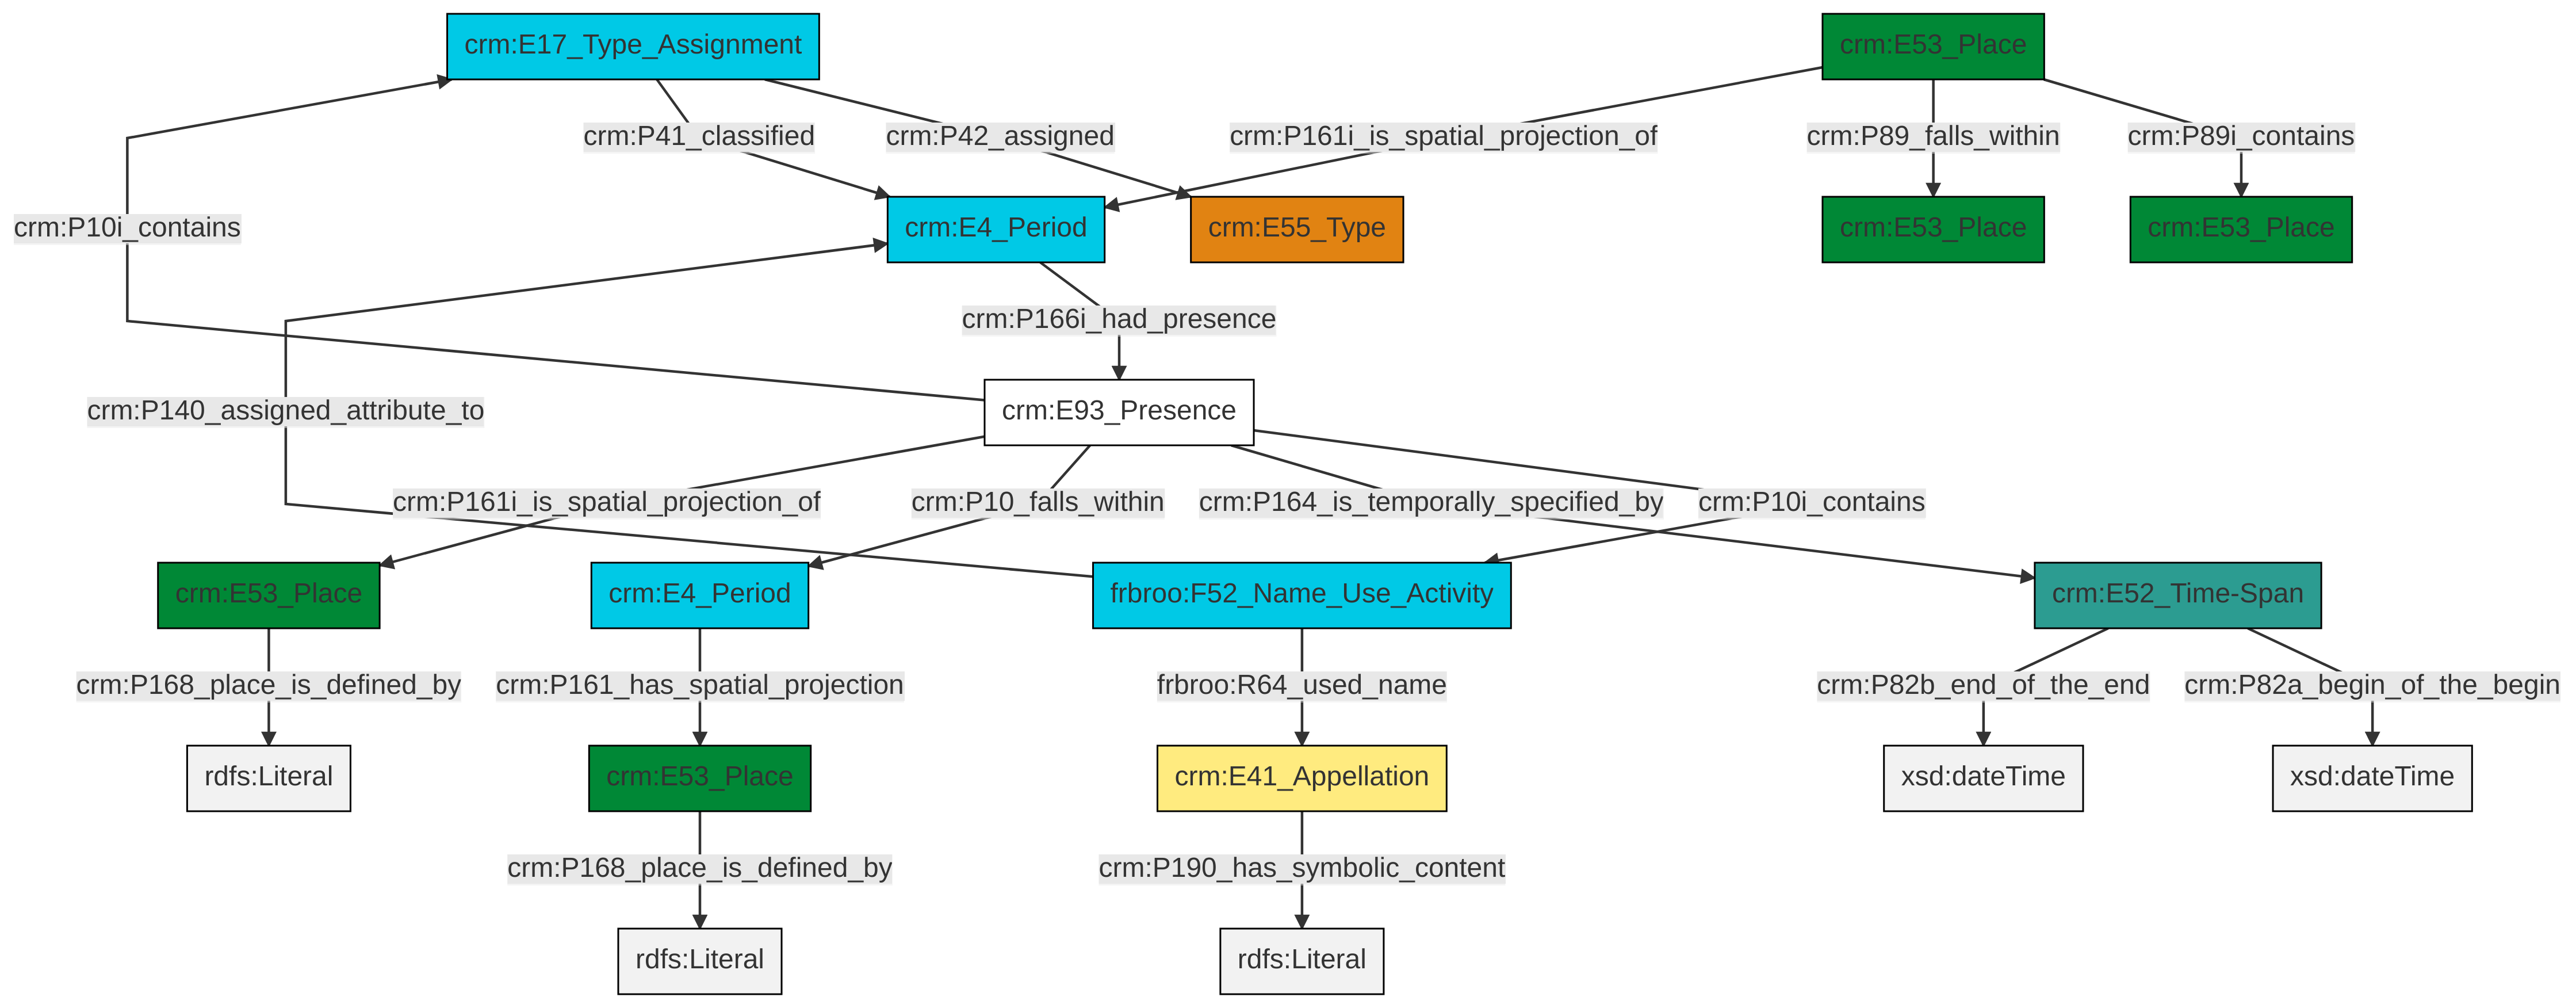 crm:E17_Type_Assignment
crm:E53_Place
crm:P41_classified
crm:P42_assigned
crm:P161i_is_spatial_projection_of
crm:P89_falls_within
crm:P89i_contains
crm:P10i_contains
crm:E4_Period
crm:E55_Type
crm:E53_Place
crm:E53_Place
crm:P166i_had_presence
crm:P140_assigned_attribute_to
crm:E93_Presence
crm:P161i_is_spatial_projection_of
crm:P10_falls_within
crm:P164_is_temporally_specified_by
crm:P10i_contains
crm:E53_Place
crm:E4_Period
frbroo:F52_Name_Use_Activity
crm:E52_Time-Span
crm:P168_place_is_defined_by
crm:P161_has_spatial_projection
frbroo:R64_used_name
crm:P82b_end_of_the_end
crm:P82a_begin_of_the_begin
rdfs:Literal
crm:E53_Place
crm:E41_Appellation
xsd:dateTime
xsd:dateTime
crm:P168_place_is_defined_by
crm:P190_has_symbolic_content
rdfs:Literal
rdfs:Literal